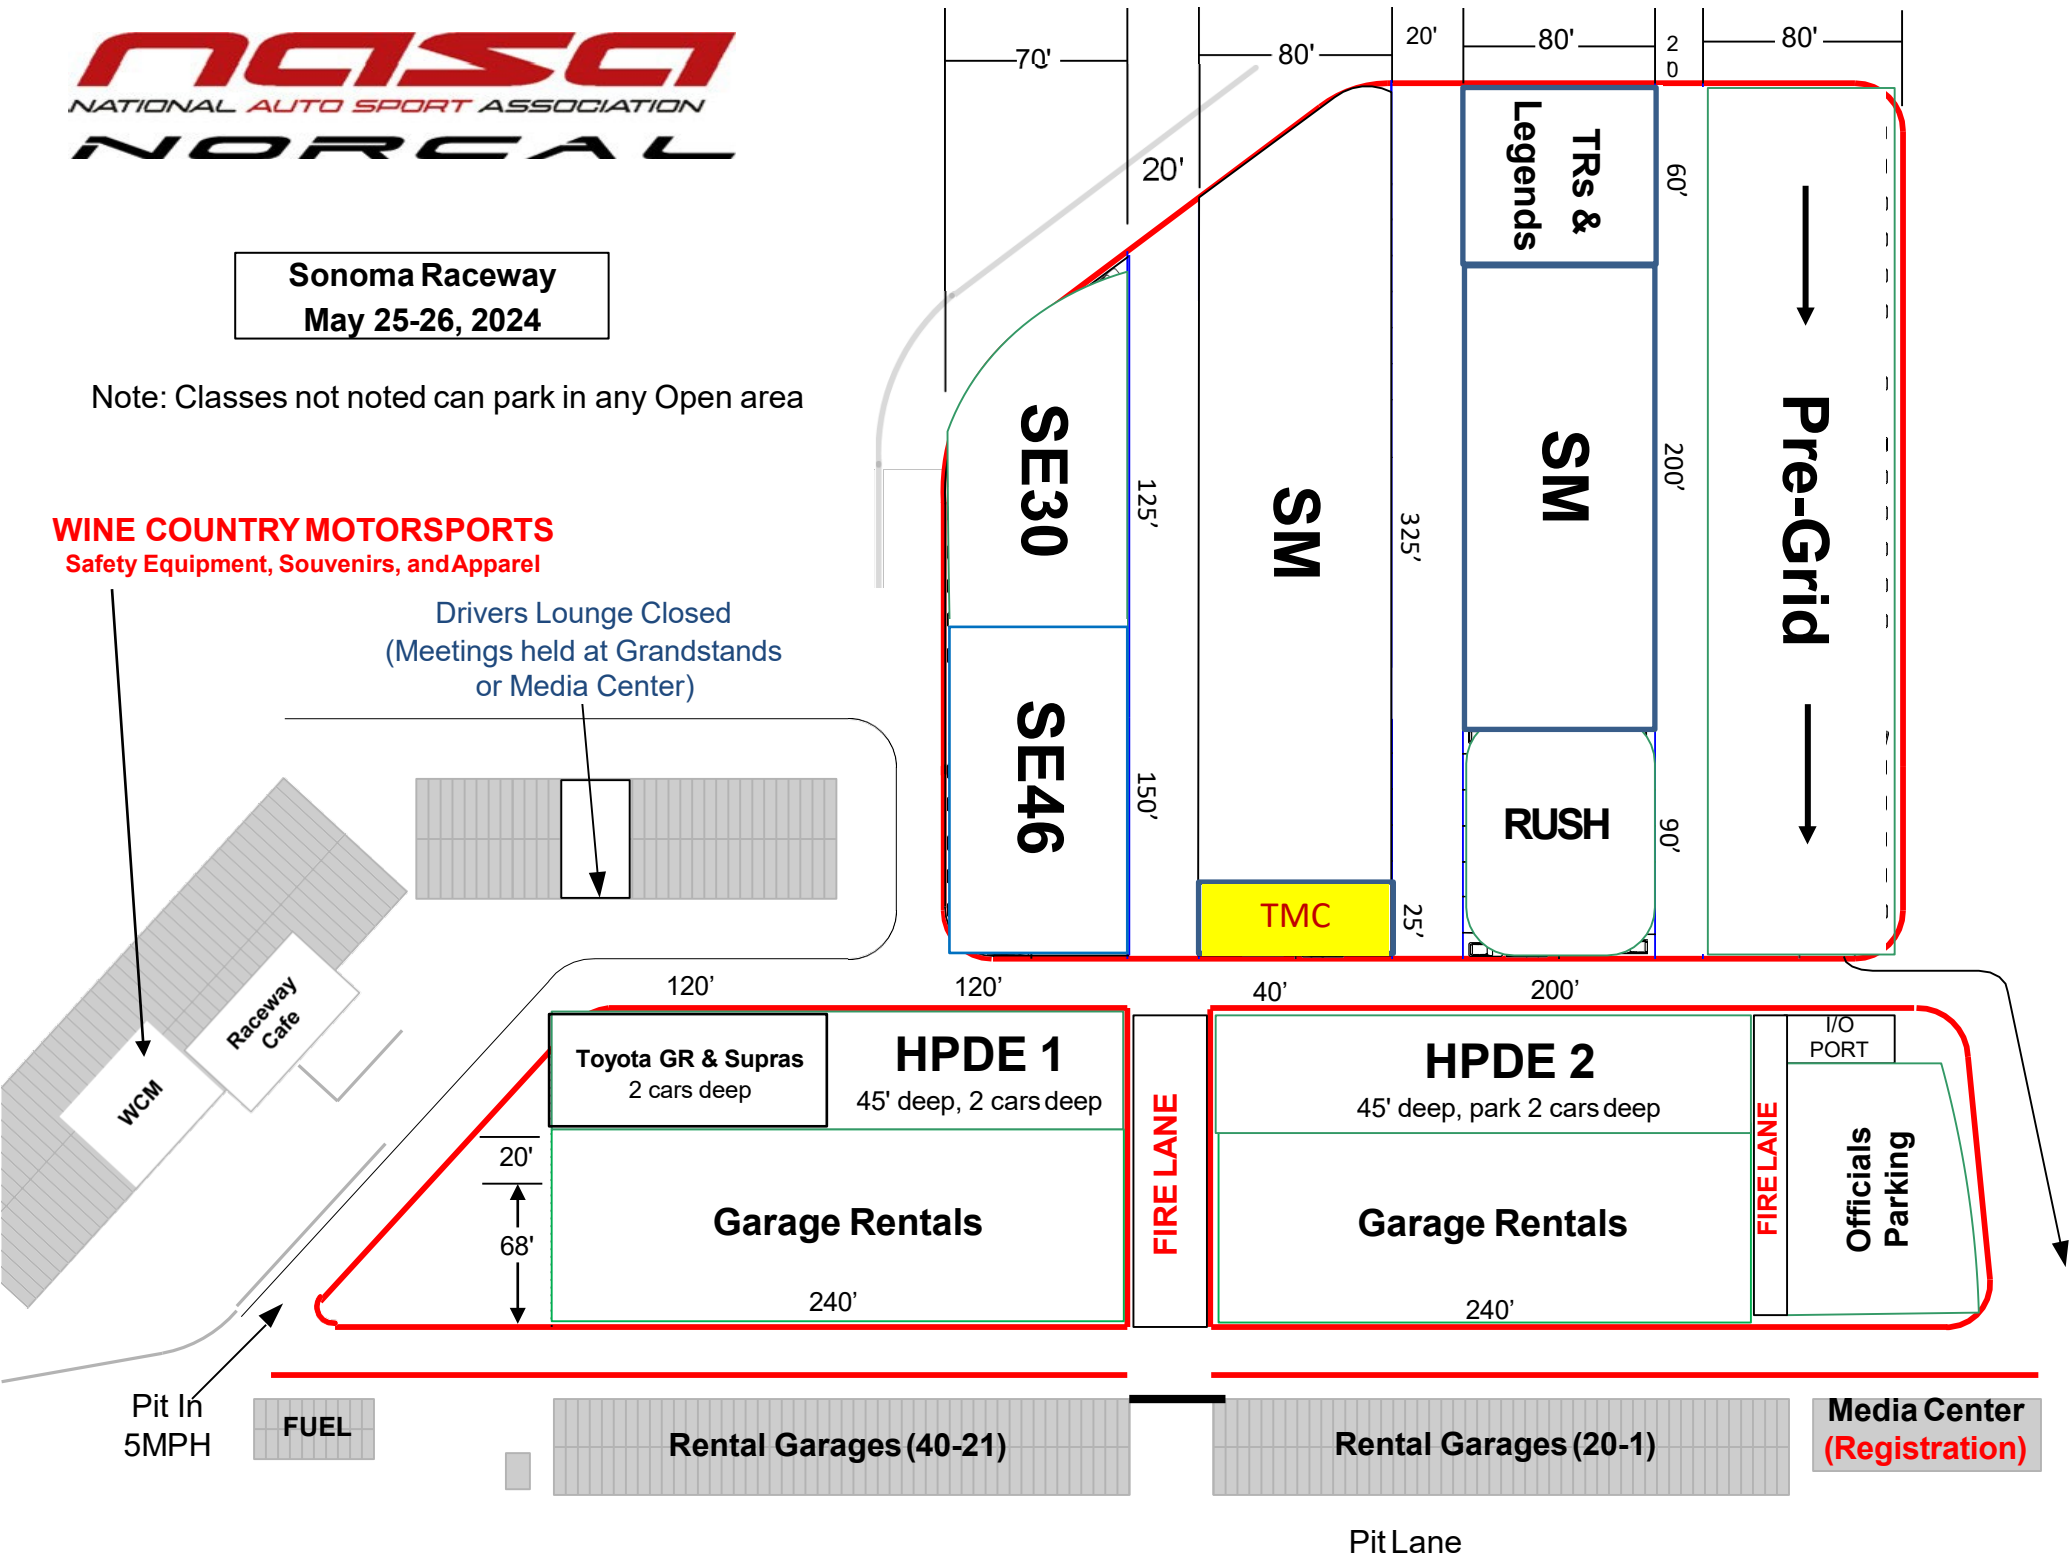 nasa
NATIONAL AUTO SPORT ASSOCIATION
NORCAL
Sonoma Raceway
May 25-26, 2024
Note: Classes not noted can park in any Open area
WINE COUNTRY MOTORSPORTS
Safety Equipment, Souvenirs, and Apparel
Drivers Lounge Closed
(Meetings held at Grandstands
or Media Center)
70'
80'
20'
80'
2
0
80'
20'
TRs &
Legends
60’
SE30
125’
SM
325’
SM
200’
Pre-Grid
SE46
150’
RUSH
90’
TMC
25’
Raceway
Cafe
WCM
120’
120’
40’
200’
Toyota GR & Supras
2 cars deep
HPDE 1
45' deep, 2 cars deep
FIRE LANE
HPDE 2
45' deep, park 2 cars deep
FIRE LANE
I/O
PORT
Officials
Parking
20'
68'
Garage Rentals
240’
Garage Rentals
240’
Pit In
5MPH
FUEL
Rental Garages (40-21)
Rental Garages (20-1)
Media Center
(Registration)
Pit Lane